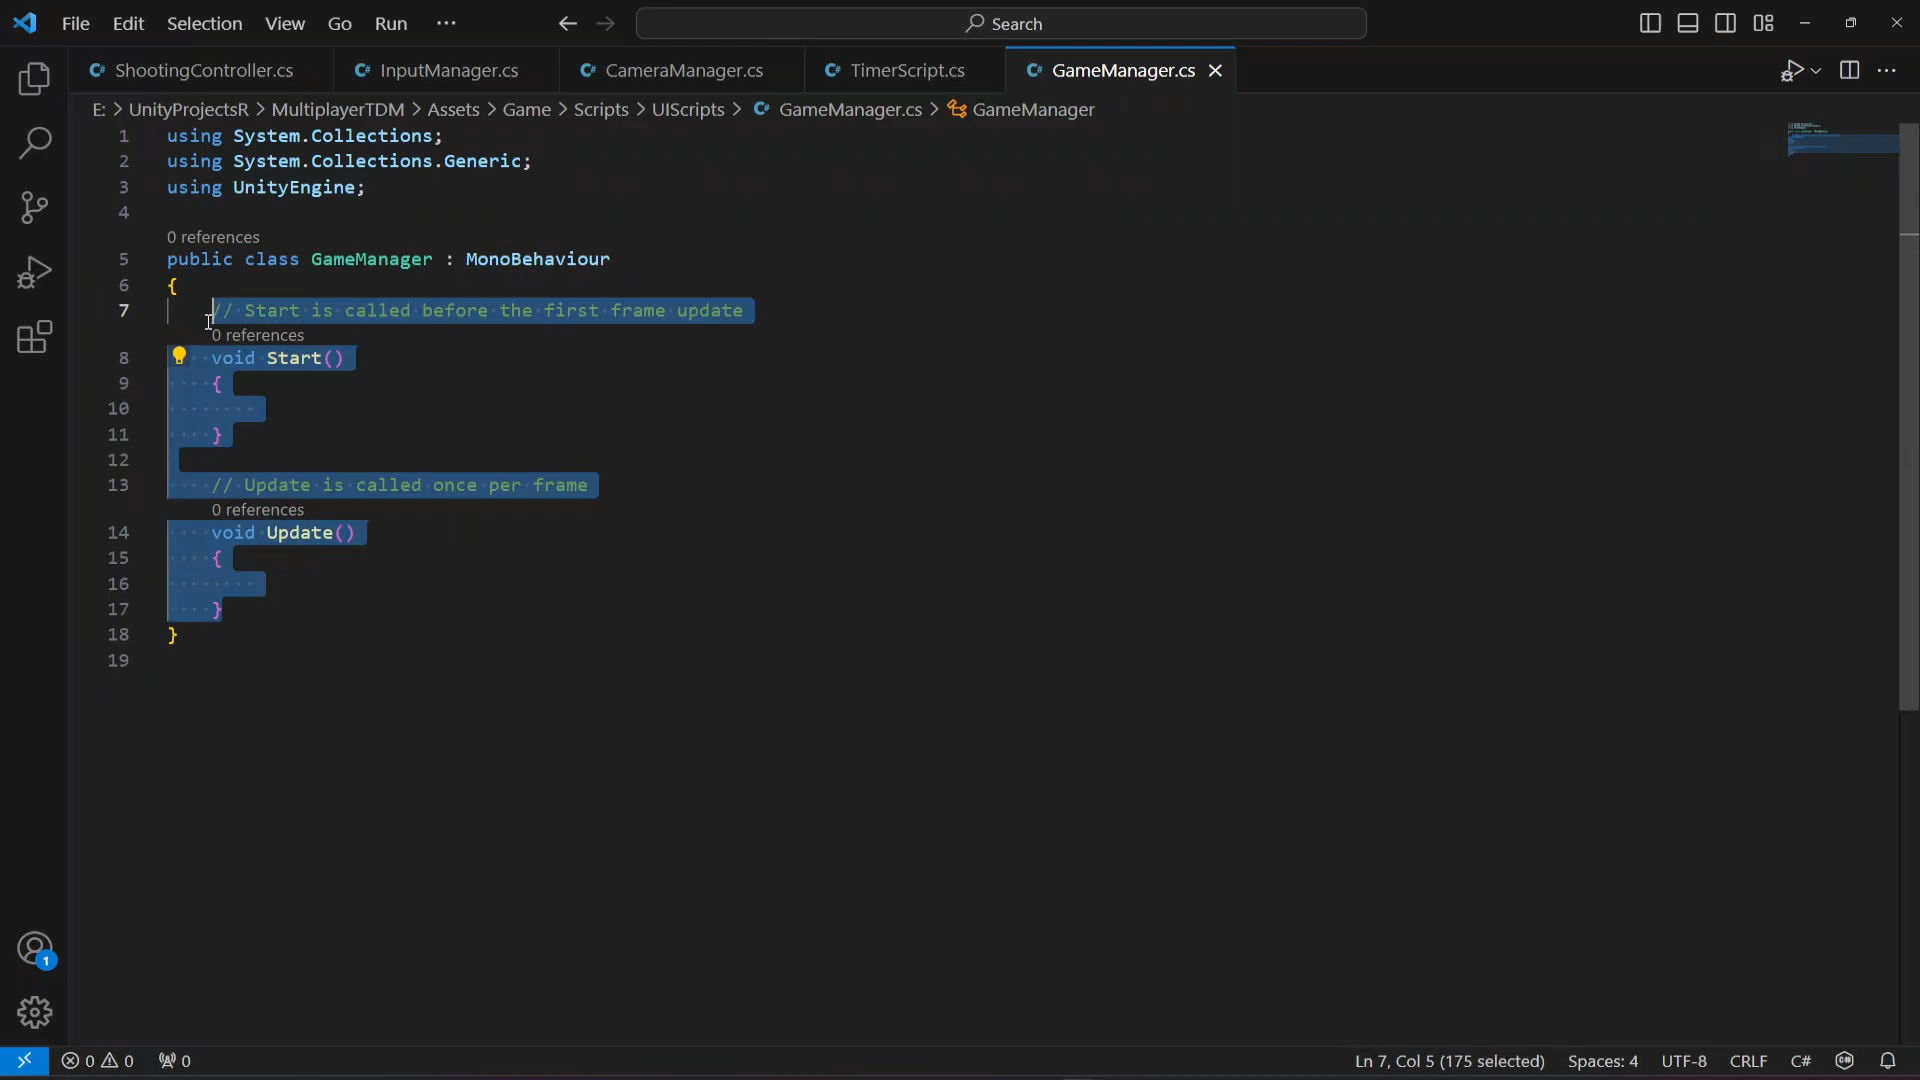 File Edit Selection View Go Run ··· Search
ShootingController.cs InputManager.cs CameraManager.cs TimerScript.cs GameManager.cs
E: > UnityProjectsR > MultiplayerTDM > Assets > Game > Scripts > UIScripts > GameManager.cs > GameManager
1 using System.Collections;
2 using System.Collections.Generic;
3 using UnityEngine;
4
0 references
5 public class GameManager : MonoBehaviour
6 {
7 // Start is called before the first frame update
0 references
8 void Start()
9 {
10
11 }
12
13 // Update is called once per frame
0 references
14 void Update()
15 {
16
17 }
18 }
19
1
0 0 0 Ln 7, Col 5 (175 selected) Spaces: 4 UTF-8 CRLF C#